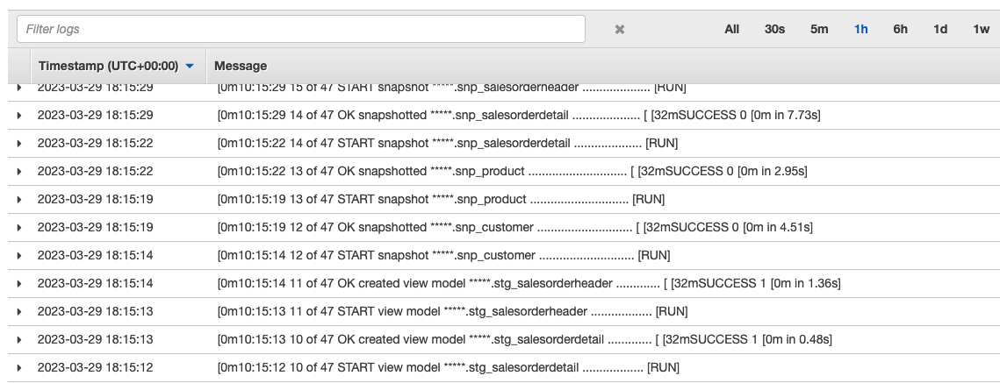 Filter logs ✖ All 30s 5m 1h 6h 1d 1w
Timestamp (UTC+00:00) Message
2023-03-29 18:15:29 [0m10:15:29 15 of 47 START snapshot *****.snp_salesorderheader .................... [RUN]
2023-03-29 18:15:29 [0m10:15:29 14 of 47 OK snapshotted *****.snp_salesorderdetail .................... [ [32mSUCCESS 0 [0m in 7.73s]
2023-03-29 18:15:22 [0m10:15:22 14 of 47 START snapshot *****.snp_salesorderdetail .................... [RUN]
2023-03-29 18:15:22 [0m10:15:22 13 of 47 OK snapshotted *****.snp_product ............................. [ [32mSUCCESS 0 [0m in 2.95s]
2023-03-29 18:15:19 [0m10:15:19 13 of 47 START snapshot *****.snp_product ............................. [RUN]
2023-03-29 18:15:19 [0m10:15:19 12 of 47 OK snapshotted *****.snp_customer ............................ [ [32mSUCCESS 0 [0m in 4.51s]
2023-03-29 18:15:14 [0m10:15:14 12 of 47 START snapshot *****.snp_customer ............................ [RUN]
2023-03-29 18:15:14 [0m10:15:14 11 of 47 OK created view model *****.stg_salesorderheader ............. [ [32mSUCCESS 1 [0m in 1.36s]
2023-03-29 18:15:13 [0m10:15:13 11 of 47 START view model *****.stg_salesorderheader .................. [RUN]
2023-03-29 18:15:13 [0m10:15:13 10 of 47 OK created view model *****.stg_salesorderdetail ............. [ [32mSUCCESS 1 [0m in 0.48s]
2023-03-29 18:15:12 [0m10:15:12 10 of 47 START view model *****.stg_salesorderdetail .................. [RUN]